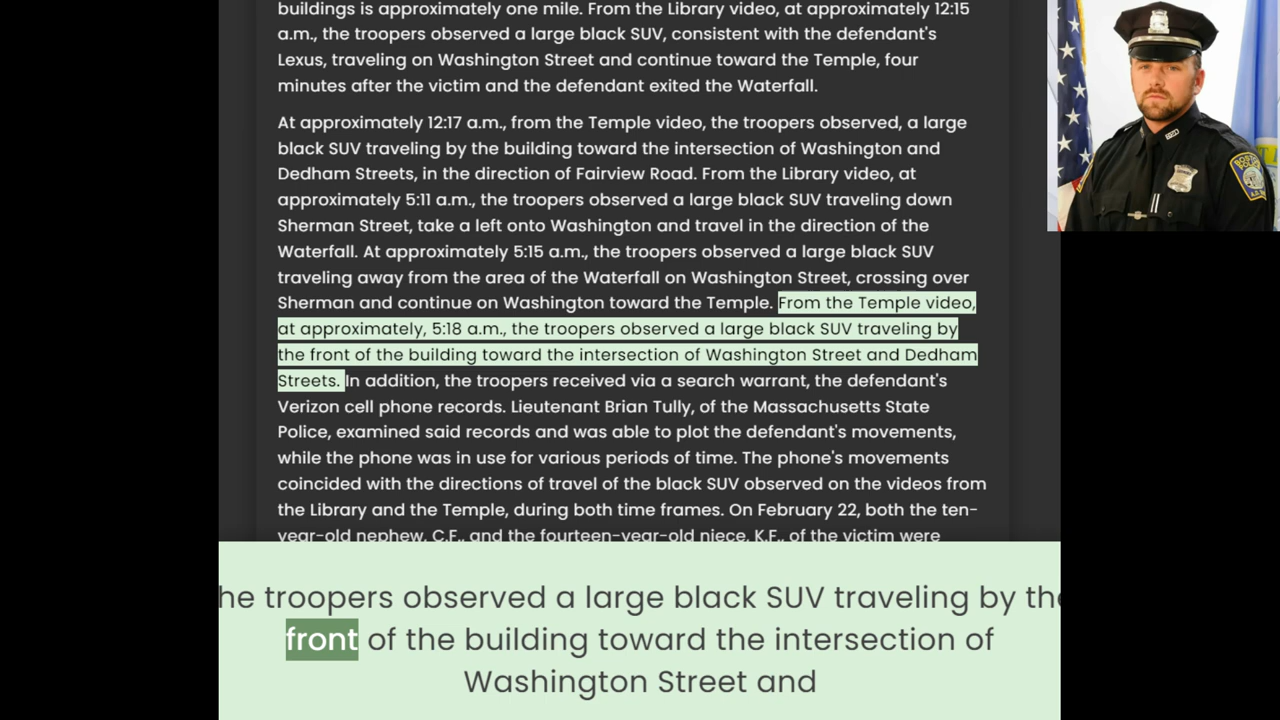 buildings is approximately one mile. From the Library video, at approximately 12:15
a.m., the troopers observed a large black SUV, consistent with the defendant's
Lexus, traveling on Washington Street and continue toward the Temple, four
minutes after the victim and the defendant exited the Waterfall.
At approximately 12:17 a.m., from the Temple video, the troopers observed, a large
black SUV traveling by the building toward the intersection of Washington and
Dedham Streets, in the direction of Fairview Road. From the Library video, at
approximately 5:11 a.m., the troopers observed a large black SUV traveling down
Sherman Street, take a left onto Washington and travel in the direction of the
Waterfall. At approximately 5:15 a.m., the troopers observed a large black SUV
traveling away from the area of the Waterfall on Washington Street, crossing over
Sherman and continue on Washington toward the Temple. From the Temple video,
at approximately, 5:18 a.m., the troopers observed a large black SUV traveling by
the front of the building toward the intersection of Washington Street and Dedham
Streets. In addition, the troopers received via a search warrant, the defendant's
Verizon cell phone records. Lieutenant Brian Tully, of the Massachusetts State
Police, examined said records and was able to plot the defendant's movements,
while the phone was in use for various periods of time. The phone's movements
coincided with the directions of travel of the black SUV observed on the videos from
the Library and the Temple, during both time frames. On February 22, both the ten-
year-old nephew, C.F., and the fourteen-year-old niece, K.F., of the victim were
he troopers observed a large black SUV traveling by the
front of the building toward the intersection of
Washington Street and